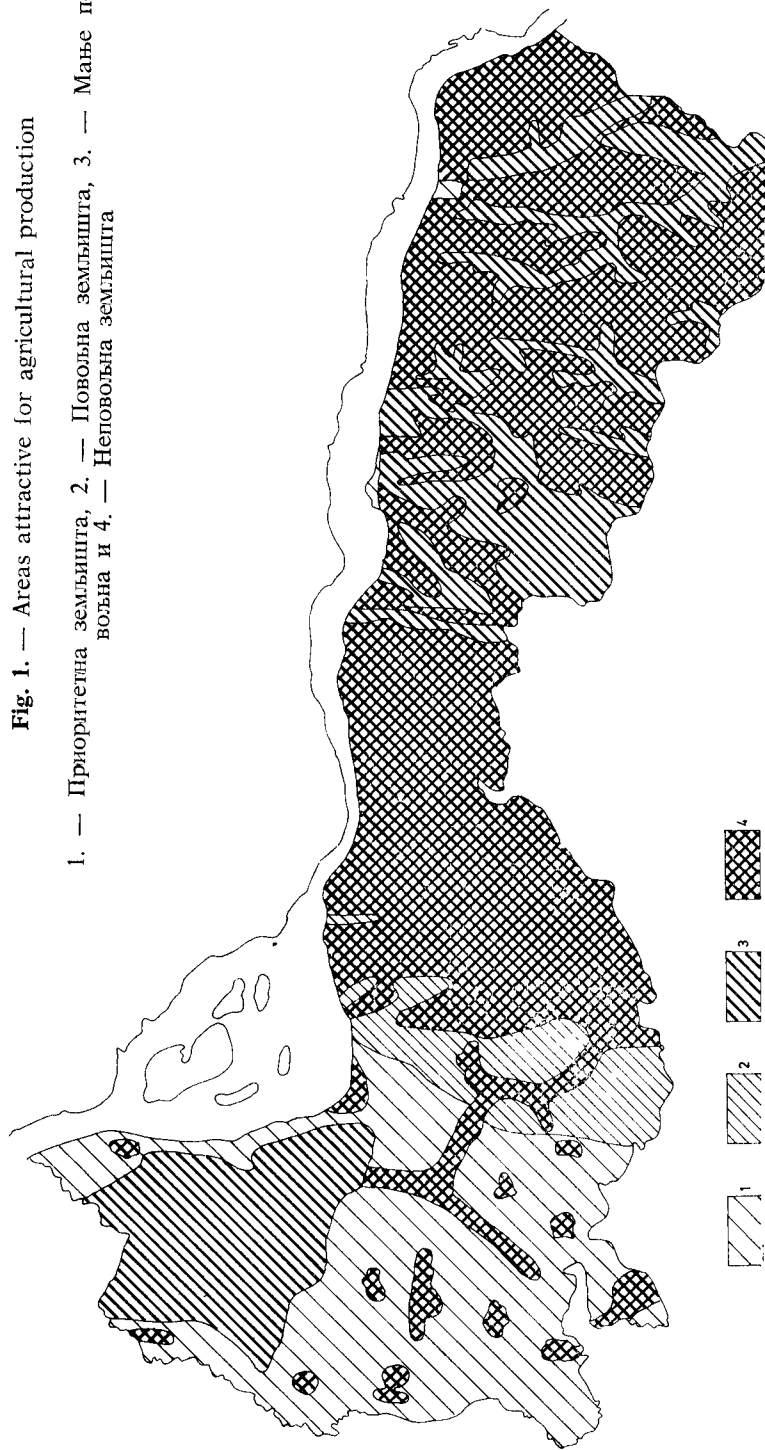 Fig. 1. — Areas attractive for agricultural production
1. — Приоритетна земљишта, 2. — Повољна земљишта, 3. — Мање п
вољна и 4. — Неповољна земљишта
1 2 3 4